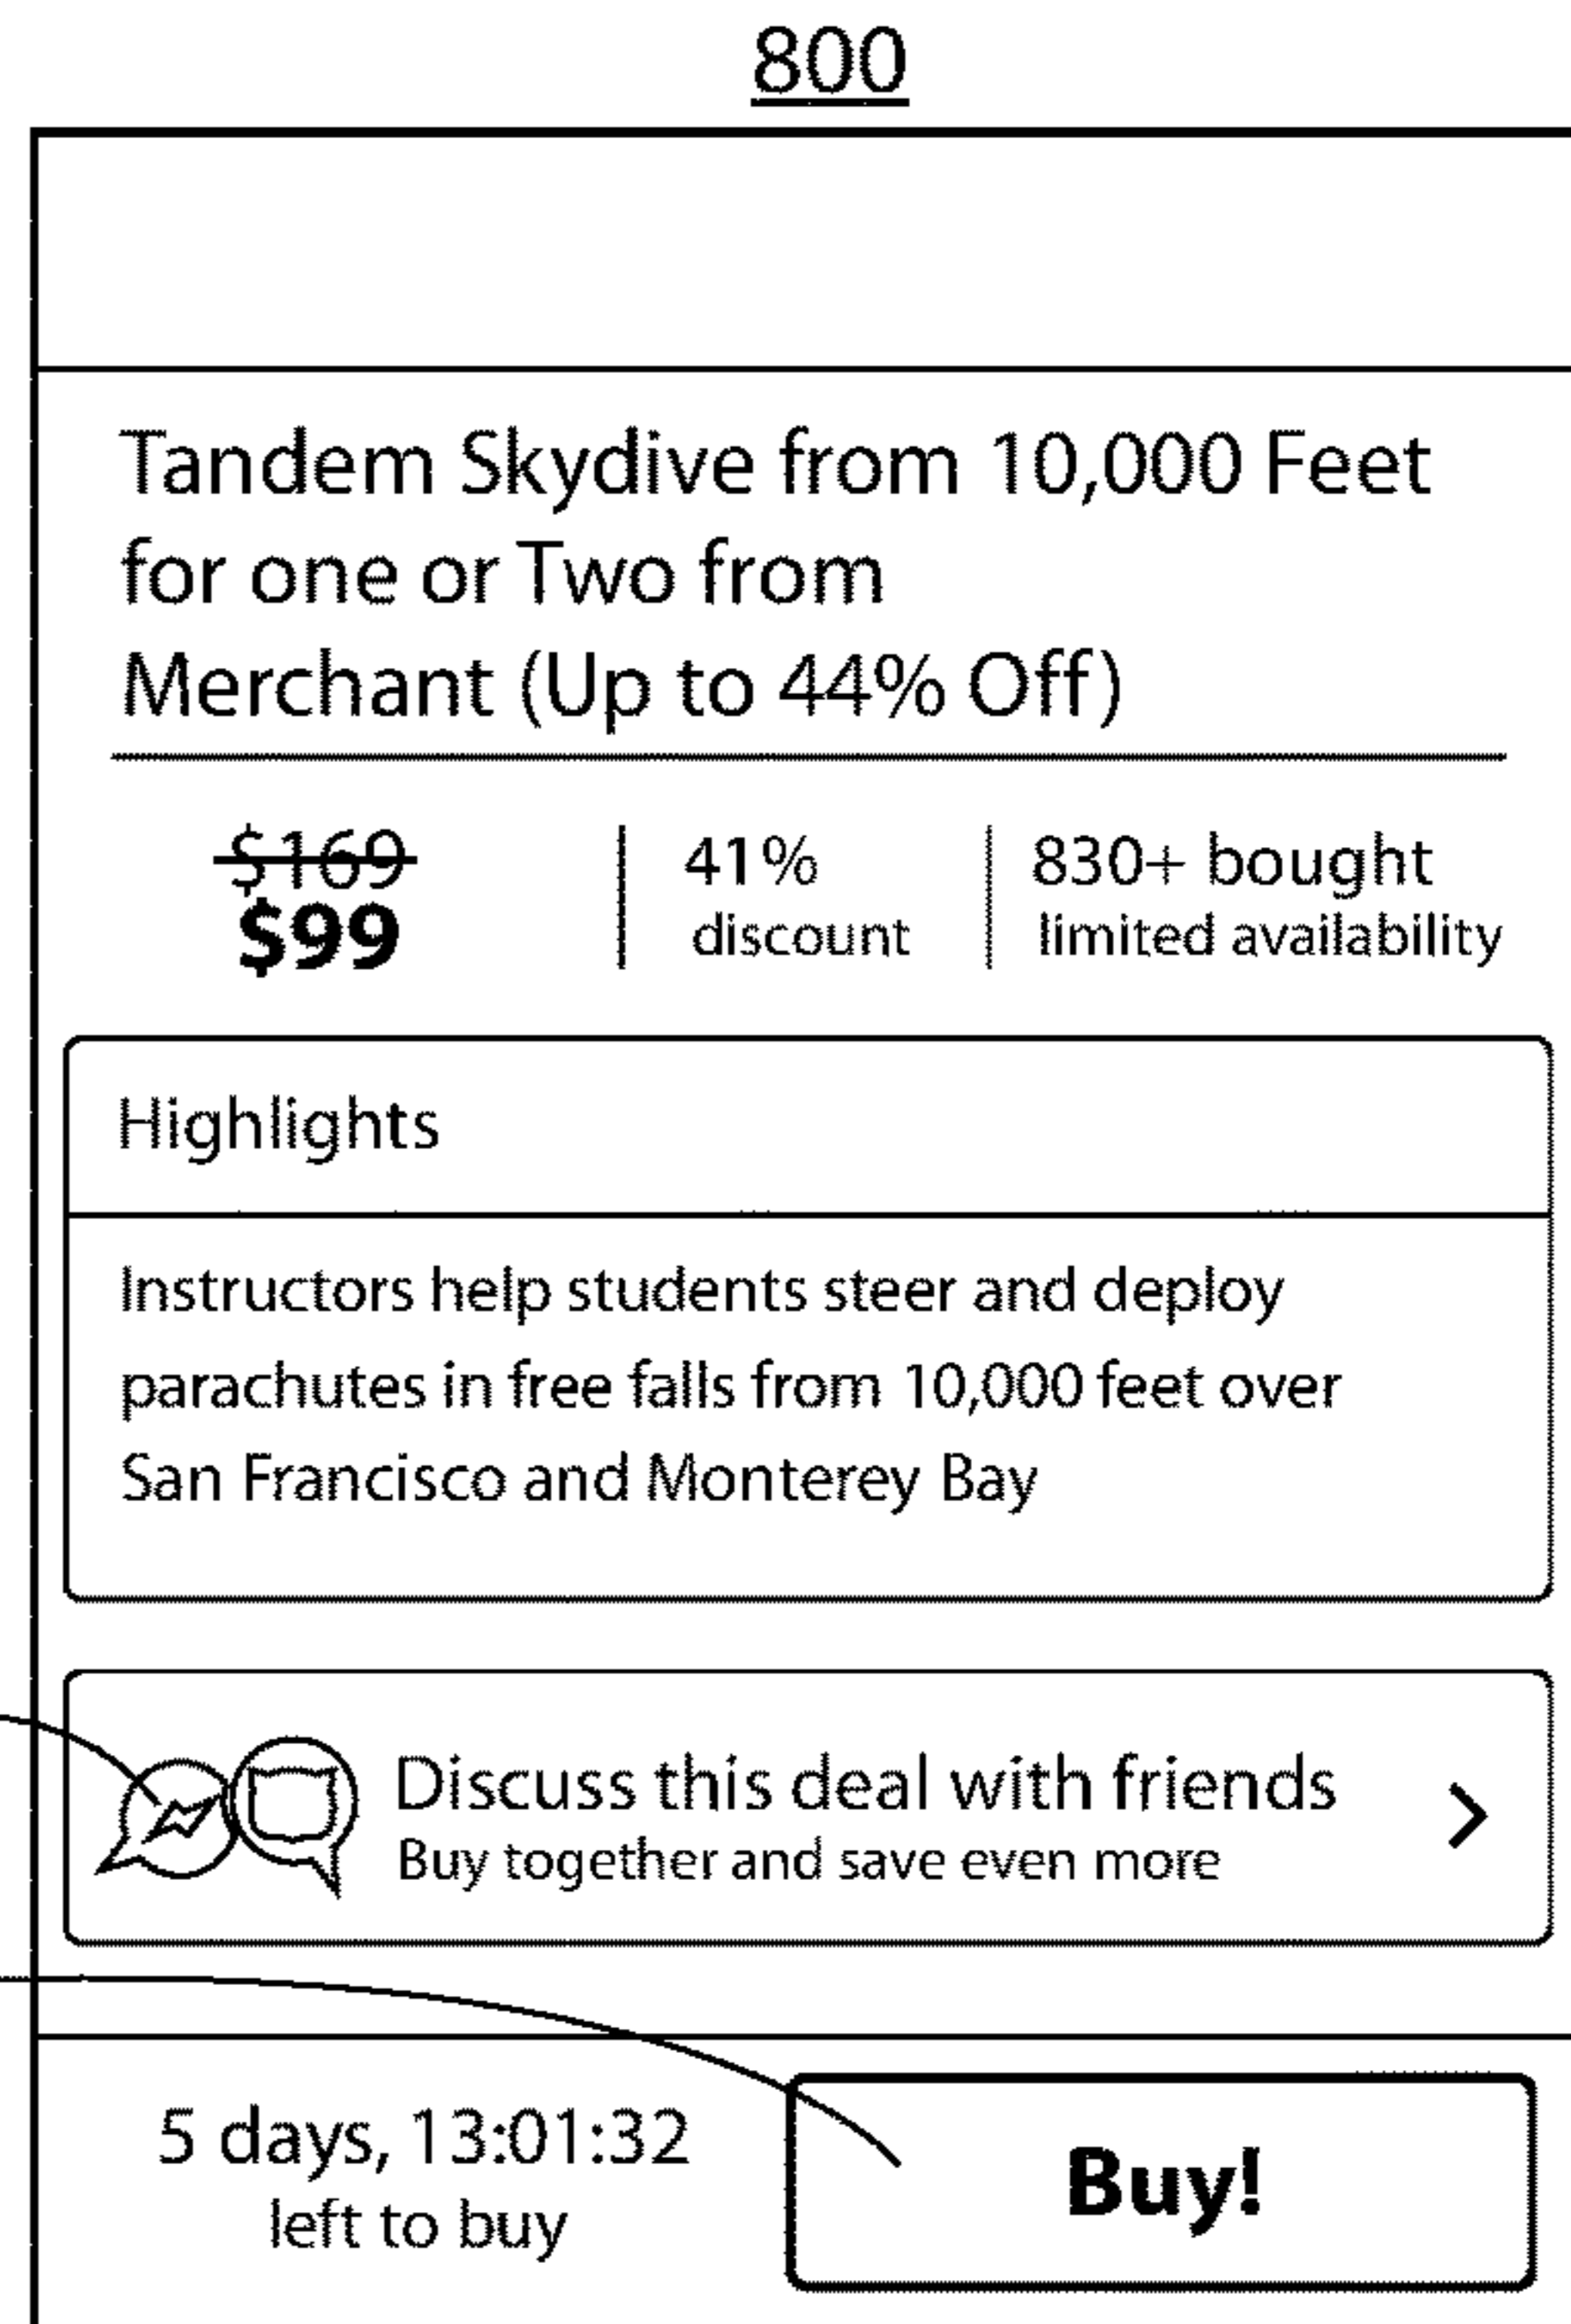 800
Tandem Skydive from 10,000 Feet
for one or Two from
Merchant (Up to 44% Off)
$169
$99
41%
discount
830+ bought
limited availability
Highlights
Instructors help students steer and deploy
parachutes in free falls from 10,000 feet over
San Francisco and Monterey Bay
Discuss this deal with friends
Buy together and save even more
5 days, 13:01:32
left to buy
Buy!